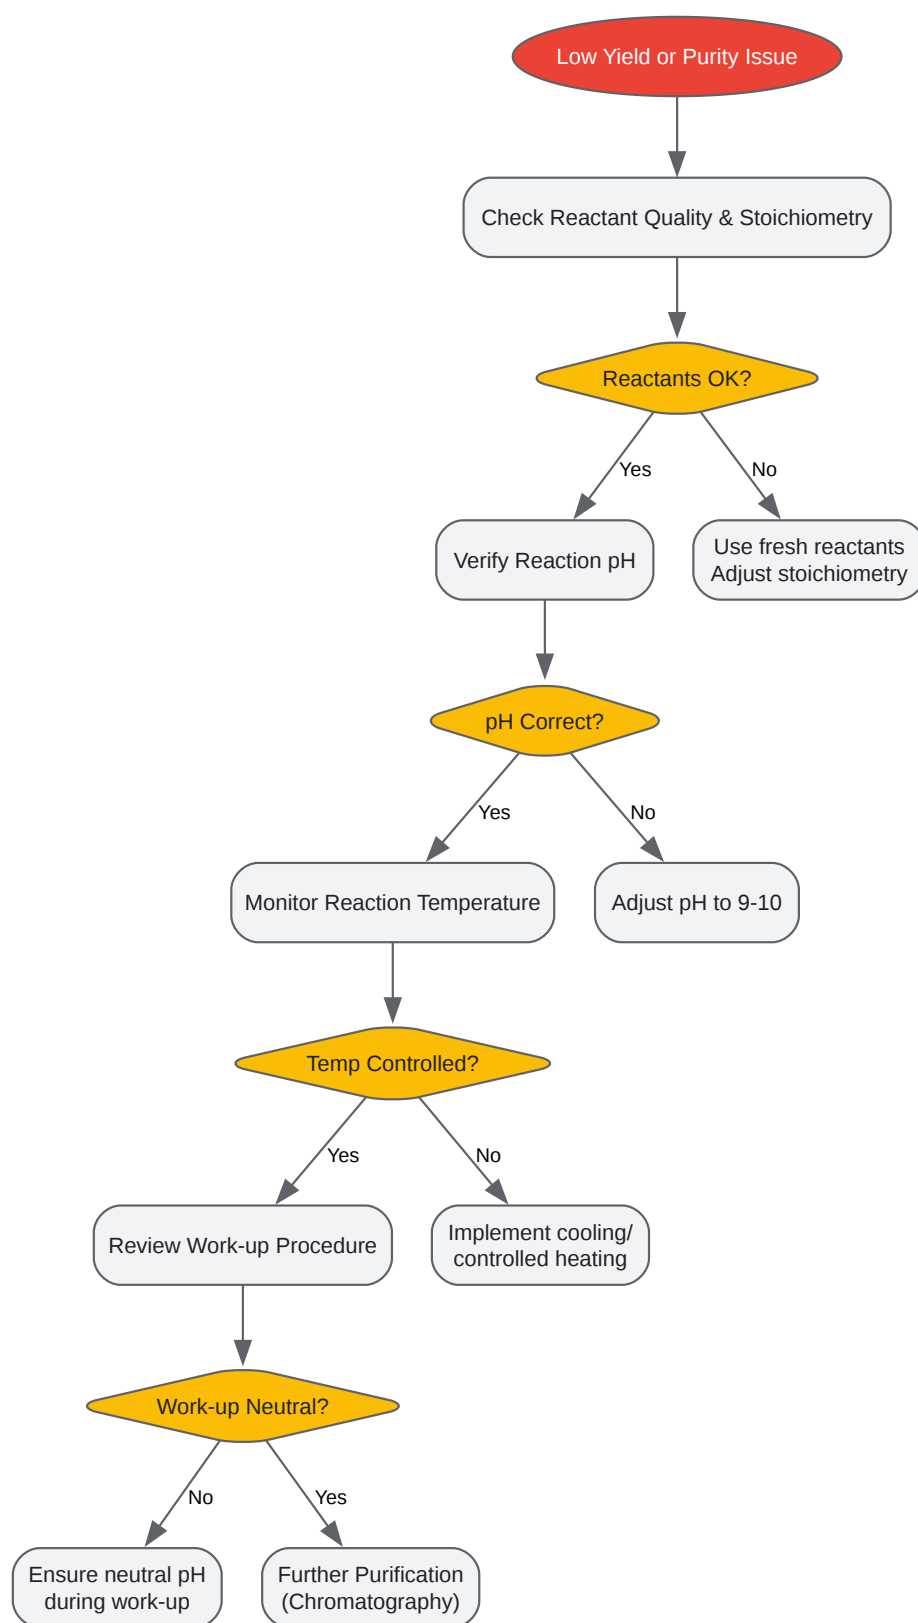 Low Yield or Purity Issue
Check Reactant Quality & Stoichiometry
Reactants OK?
Yes
No
Verify Reaction pH
Use fresh reactants
Adjust stoichiometry
pH Correct?
Yes
No
Monitor Reaction Temperature
Adjust pH to 9-10
Temp Controlled?
Yes
No
Review Work-up Procedure
Implement cooling/
controlled heating
Work-up Neutral?
No
Yes
Ensure neutral pH
during work-up
Further Purification
(Chromatography)